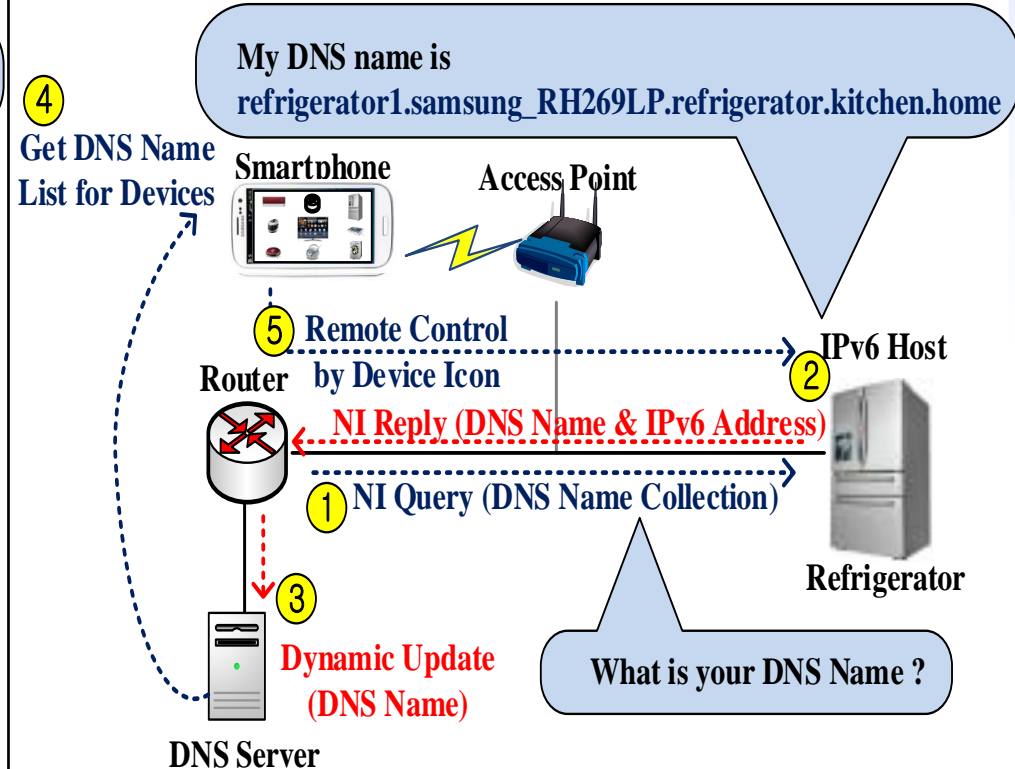 My DNS name is
refrigerator1.samsung_RH269LP.refrigerator.kitchen.home
4
Get DNS Name
List for Devices
Smartphone
Access Point
5
Remote Control
by Device Icon
IPv6 Host
2
Router
NI Reply (DNS Name & IPv6 Address)
1
NI Query (DNS Name Collection)
Refrigerator
3
Dynamic Update
(DNS Name)
What is your DNS Name ?
DNS Server